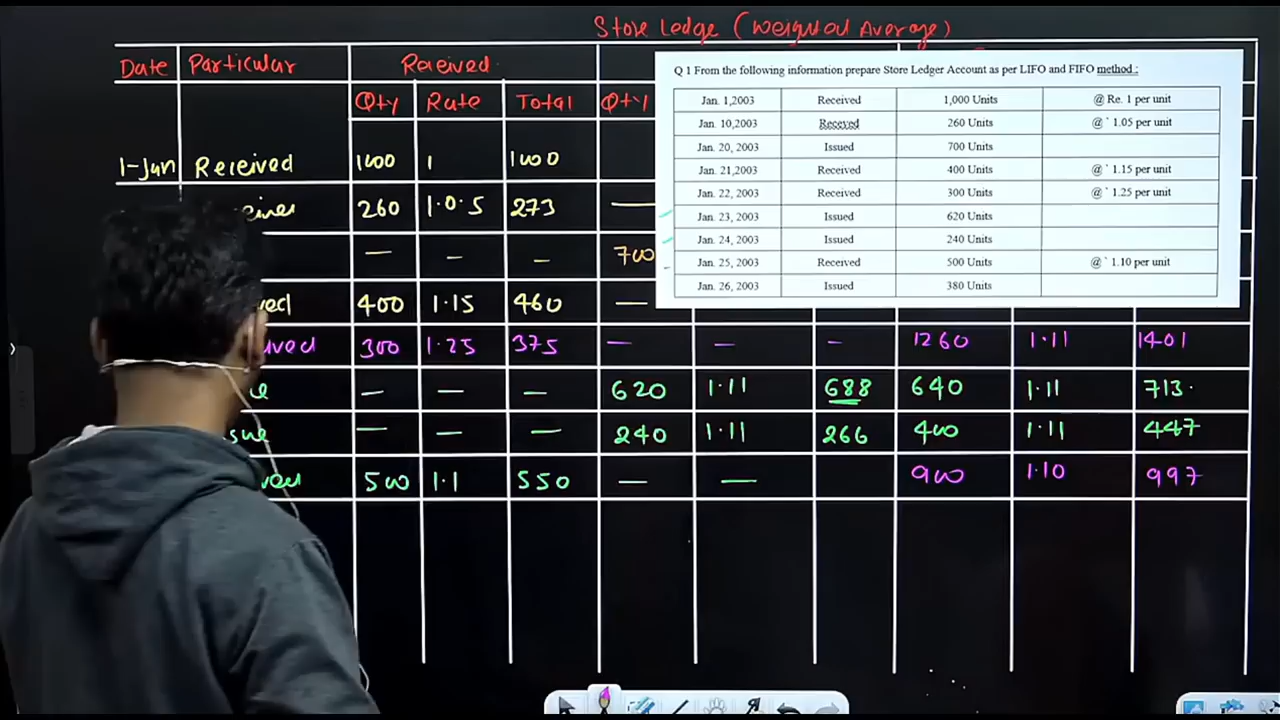 Store Ledge (Weighted Average)
Date Particular Received
Qty Rate Total Qty
Q 1 From the following information prepare Store Ledger Account as per LIFO and FIFO method :
Jan. 1,2003 Received 1,000 Units @ Re. 1 per unit
Jan. 10,2003 Receved 260 Units @ ` 1.05 per unit
Jan. 20, 2003 Issued 700 Units
Jan. 21,2003 Received 400 Units @ ` 1.15 per unit
Jan. 22, 2003 Received 300 Units @ ` 1.25 per unit
Jan. 23, 2003 Issued 620 Units
Jan. 24, 2003 Issued 240 Units
Jan. 25, 2003 Received 500 Units @ ` 1.10 per unit
Jan. 26, 2003 Issued 380 Units
1-Jan Received 1000 1 1000
260 1.0.5 273 —
— — — 700
400 1.15 460 —
300 1.25 375 — — — 1260 1.11 1401
— — — 620 1.11 688 640 1.11 713.
— — — 240 1.11 266 400 1.11 447
500 1.1 550 — — 900 1.10 997